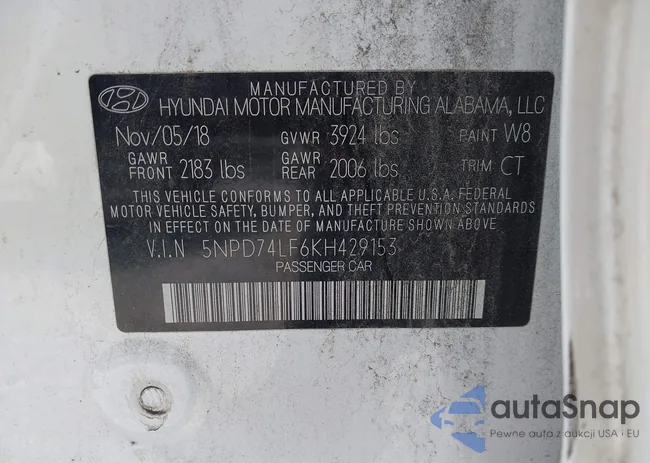 MANUFACTURED BY
HYUNDAI MOTOR MANUFACTURING ALABAMA, LLC
Nov/05/18 GVWR 3924 lbs PAINT W8
GAWR FRONT 2183 lbs GAWR REAR 2006 lbs TRIM CT
THIS VEHICLE CONFORMS TO ALL APPLICABLE U.S.A. FEDERAL
MOTOR VEHICLE SAFETY, BUMPER, AND THEFT PREVENTION STANDARDS
IN EFFECT ON THE DATE OF MANUFACTURE SHOWN ABOVE.
V.I.N 5NPD74LF6KH429153
PASSENGER CAR
autaSnap
Pewne auta z aukcji USA · EU